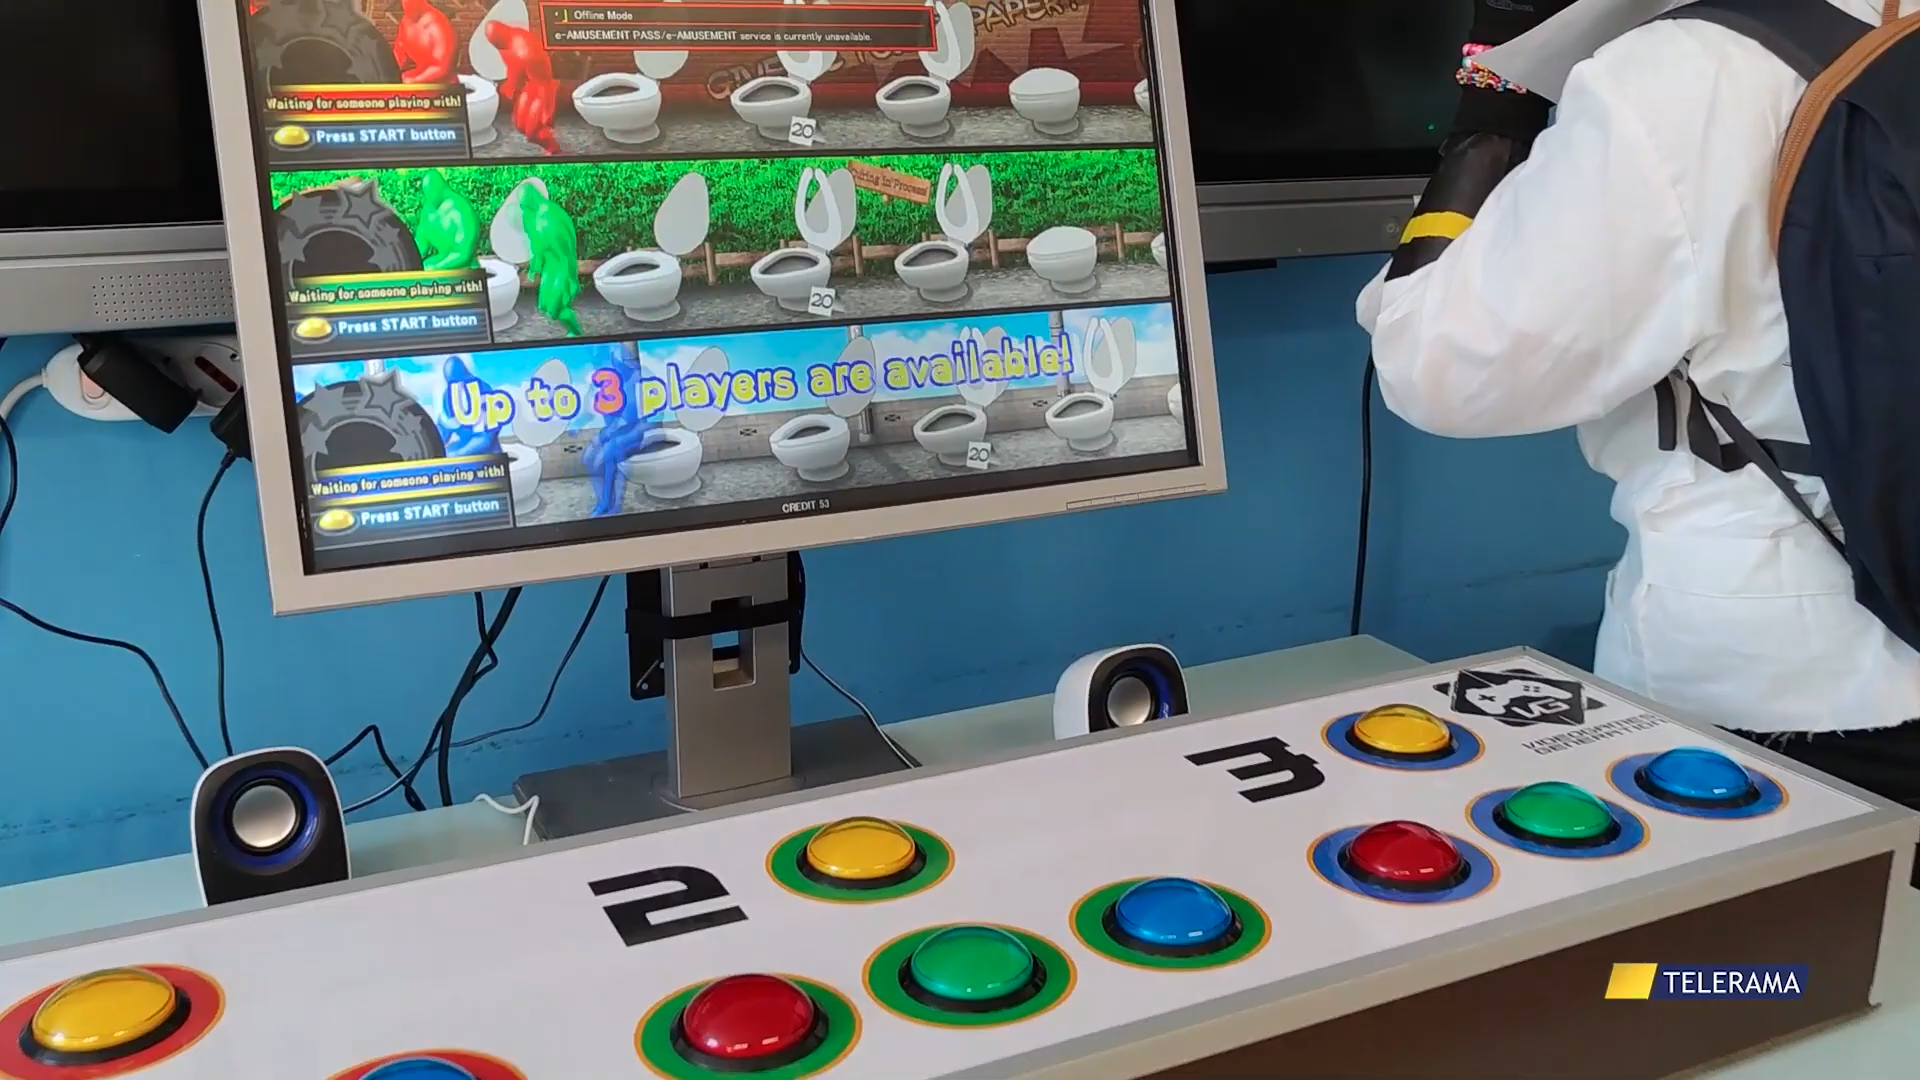 Offline Mode
e-AMUSEMENT PASS/e-AMUSEMENT service is currently unavailable.
PAPER?
Waiting for someone playing with!
Press START button
20
Waiting for someone playing with!
Press START button
20
Up to 3 players are available!
Waiting for someone playing with!
Press START button
20
CREDIT 53
VIDEOGAMES
GENERATION
3
2
TELERAMA